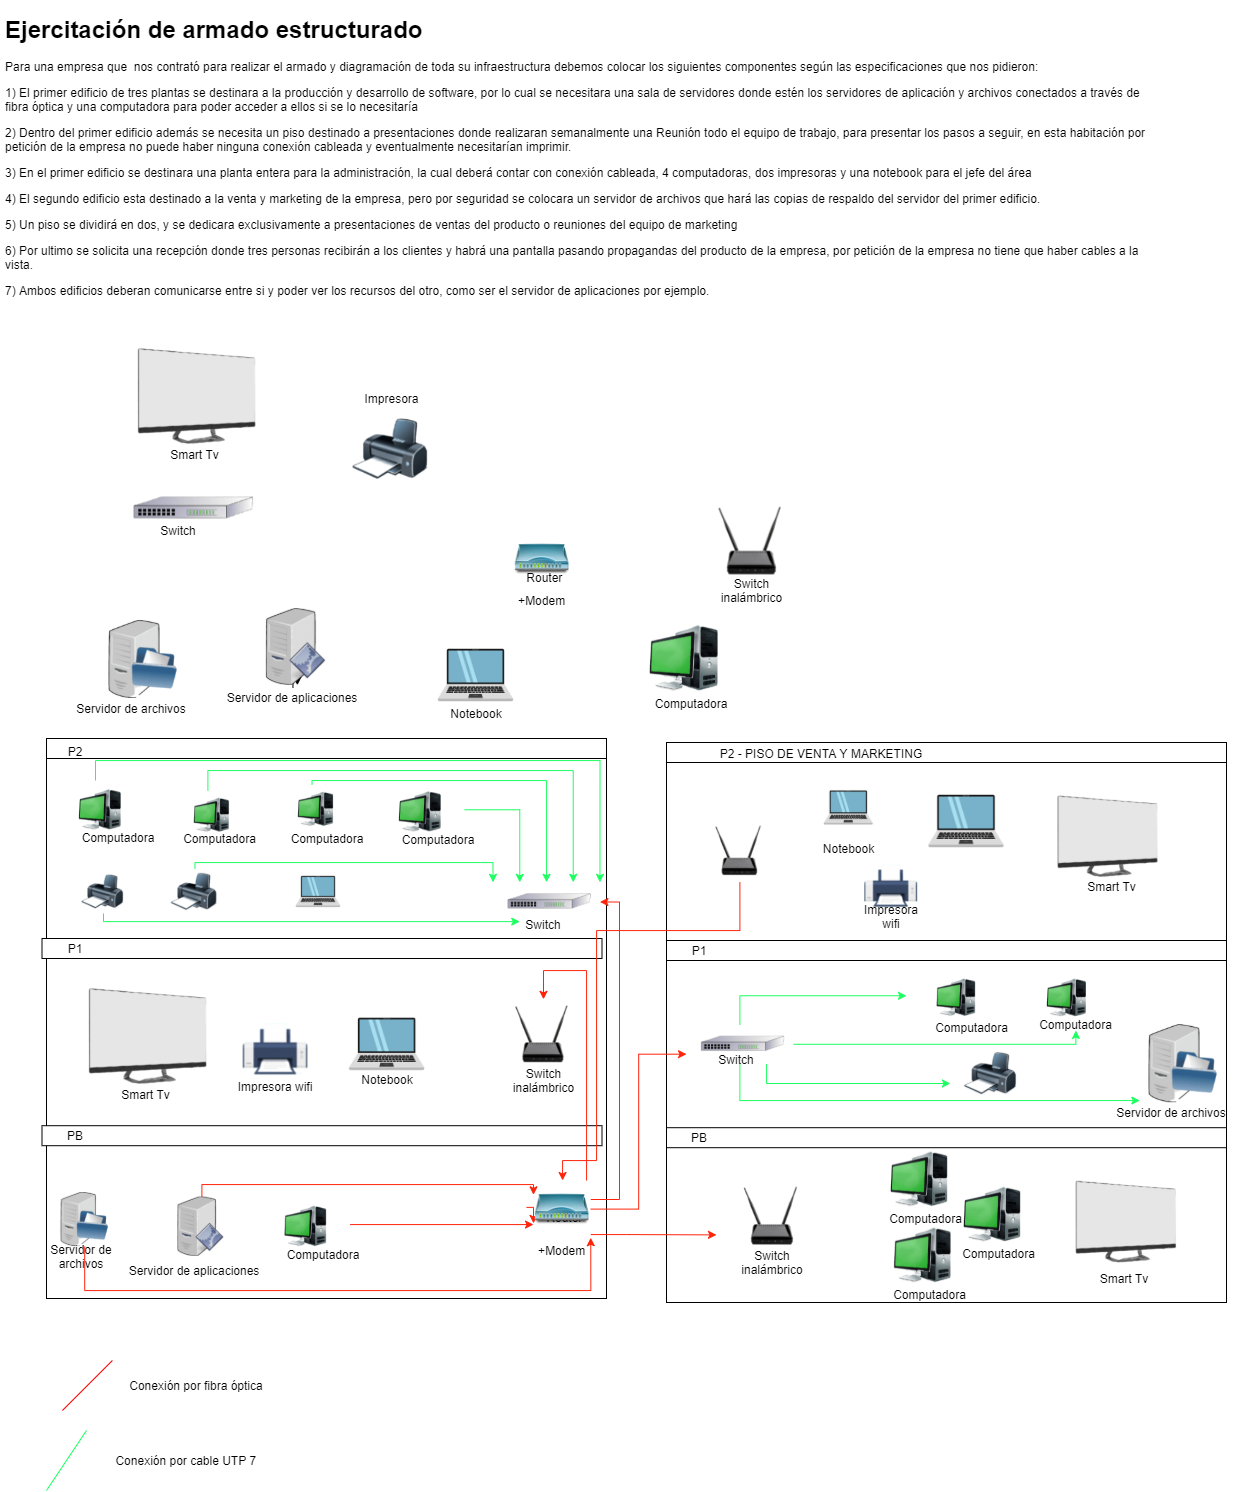 Ejercitación de armado estructurado
Para una empresa que  nos contrató para realizar el armado y diagramación de toda su infraestructura debemos colocar los siguientes componentes según las especificaciones que nos pidieron:
1) El primer edificio de tres plantas se destinara a la producción y desarrollo de software, por lo cual se necesitara una sala de servidores donde estén los servidores de aplicación y archivos conectados a través de
fibra óptica y una computadora para poder acceder a ellos si se lo necesitaría
2) Dentro del primer edificio además se necesita un piso destinado a presentaciones donde realizaran semanalmente una Reunión todo el equipo de trabajo, para presentar los pasos a seguir, en esta habitación por
petición de la empresa no puede haber ninguna conexión cableada y eventualmente necesitarían imprimir.
3) En el primer edificio se destinara una planta entera para la administración, la cual deberá contar con conexión cableada, 4 computadoras, dos impresoras y una notebook para el jefe del área
4) El segundo edificio esta destinado a la venta y marketing de la empresa, pero por seguridad se colocara un servidor de archivos que hará las copias de respaldo del servidor del primer edificio.
5) Un piso se dividirá en dos, y se dedicara exclusivamente a presentaciones de ventas del producto o reuniones del equipo de marketing
6) Por ultimo se solicita una recepción donde tres personas recibirán a los clientes y habrá una pantalla pasando propagandas del producto de la empresa, por petición de la empresa no tiene que haber cables a la
vista.
7) Ambos edificios deberan comunicarse entre si y poder ver los recursos del otro, como ser el servidor de aplicaciones por ejemplo.
Impresora
Smart Tv
Switch
Router
+Modem
Switch
inalámbrico
Servidor de archivos
Servidor de aplicaciones
Notebook
Computadora
P2
Computadora
Computadora
Computadora
Computadora
Switch
P1
Smart Tv
Impresora wifi
Notebook
Switch
inalámbrico
PB
Servidor de
archivos
Servidor de aplicaciones
Computadora
+Modem
P2 - PISO DE VENTA Y MARKETING
Notebook
Impresora
wifi
Smart Tv
P1
Switch
Computadora
Computadora
Servidor de archivos
PB
Switch
inalámbrico
Computadora
Computadora
Computadora
Smart Tv
Conexión por fibra óptica
Conexión por cable UTP 7